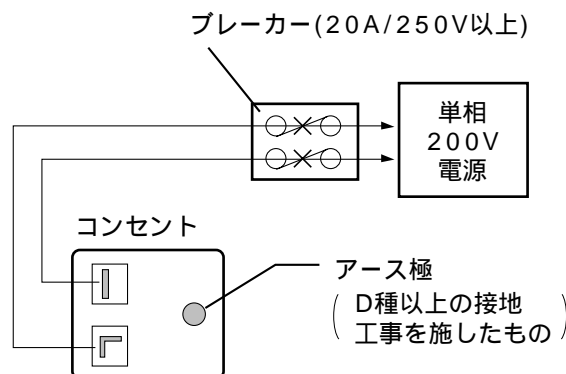 ブレーカー(20A/250V以上)
単相
200V
電源
コンセント
アース極
(D種以上の接地
工事を施したもの)